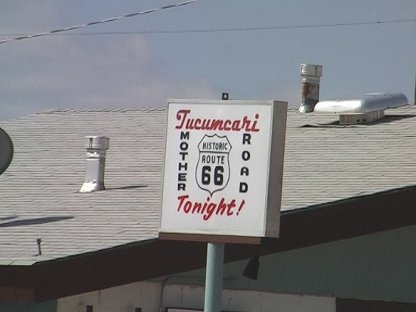 Tucumcari
MOTHER
HISTORIC
ROUTE
66
ROAD
Tonight!